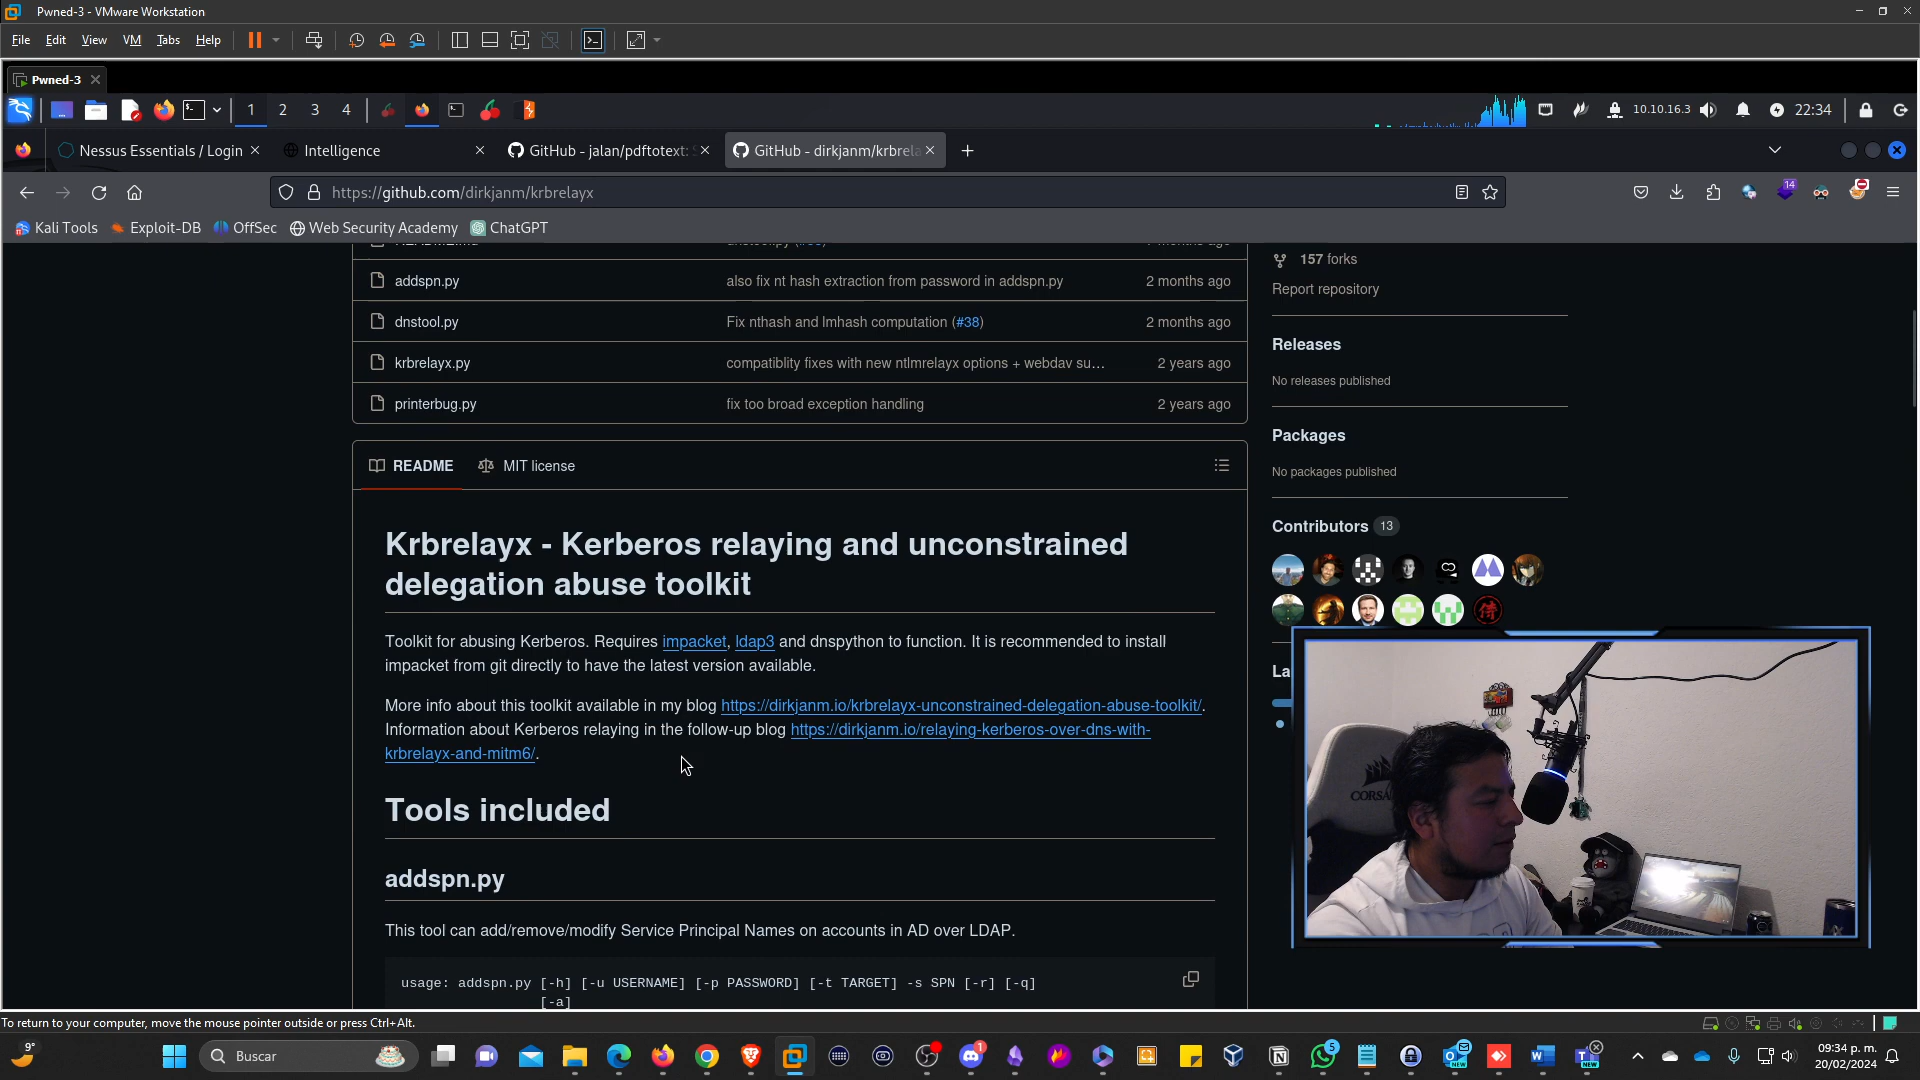 Pwned-3 - VMware Workstation
File Edit View VM Tabs Help
Pwned-3
1 2 3 4 10.10.16.3 22:34
Nessus Essentials / Login Intelligence GitHub - jalan/pdftotext: S GitHub - dirkjanm/krbrela
https://github.com/dirkjanm/krbrelayx 14
Kali Tools Exploit-DB OffSec Web Security Academy ChatGPT
157 forks
addspn.py also fix nt hash extraction from password in addspn.py 2 months ago
Report repository
dnstool.py Fix nthash and lmhash computation (#38) 2 months ago
Releases
krbrelayx.py compatiblity fixes with new ntlmrelayx options + webdav su... 2 years ago
No releases published
printerbug.py fix too broad exception handling 2 years ago
Packages
README MIT license
No packages published
Contributors 13
Krbrelayx - Kerberos relaying and unconstrained
delegation abuse toolkit
Toolkit for abusing Kerberos. Requires impacket, ldap3 and dnspython to function. It is recommended to install
impacket from git directly to have the latest version available.
La
More info about this toolkit available in my blog https://dirkjanm.io/krbrelayx-unconstrained-delegation-abuse-toolkit/.
Information about Kerberos relaying in the follow-up blog https://dirkjanm.io/relaying-kerberos-over-dns-with-
krbrelayx-and-mitm6/.
CORSA
Tools included
addspn.py
This tool can add/remove/modify Service Principal Names on accounts in AD over LDAP.
usage: addspn.py [-h] [-u USERNAME] [-p PASSWORD] [-t TARGET] -s SPN [-r] [-q]
[-a]
To return to your computer, move the mouse pointer outside or press Ctrl+Alt.
9° Buscar 1 5 NEW NEW 09:34 p. m.
20/02/2024